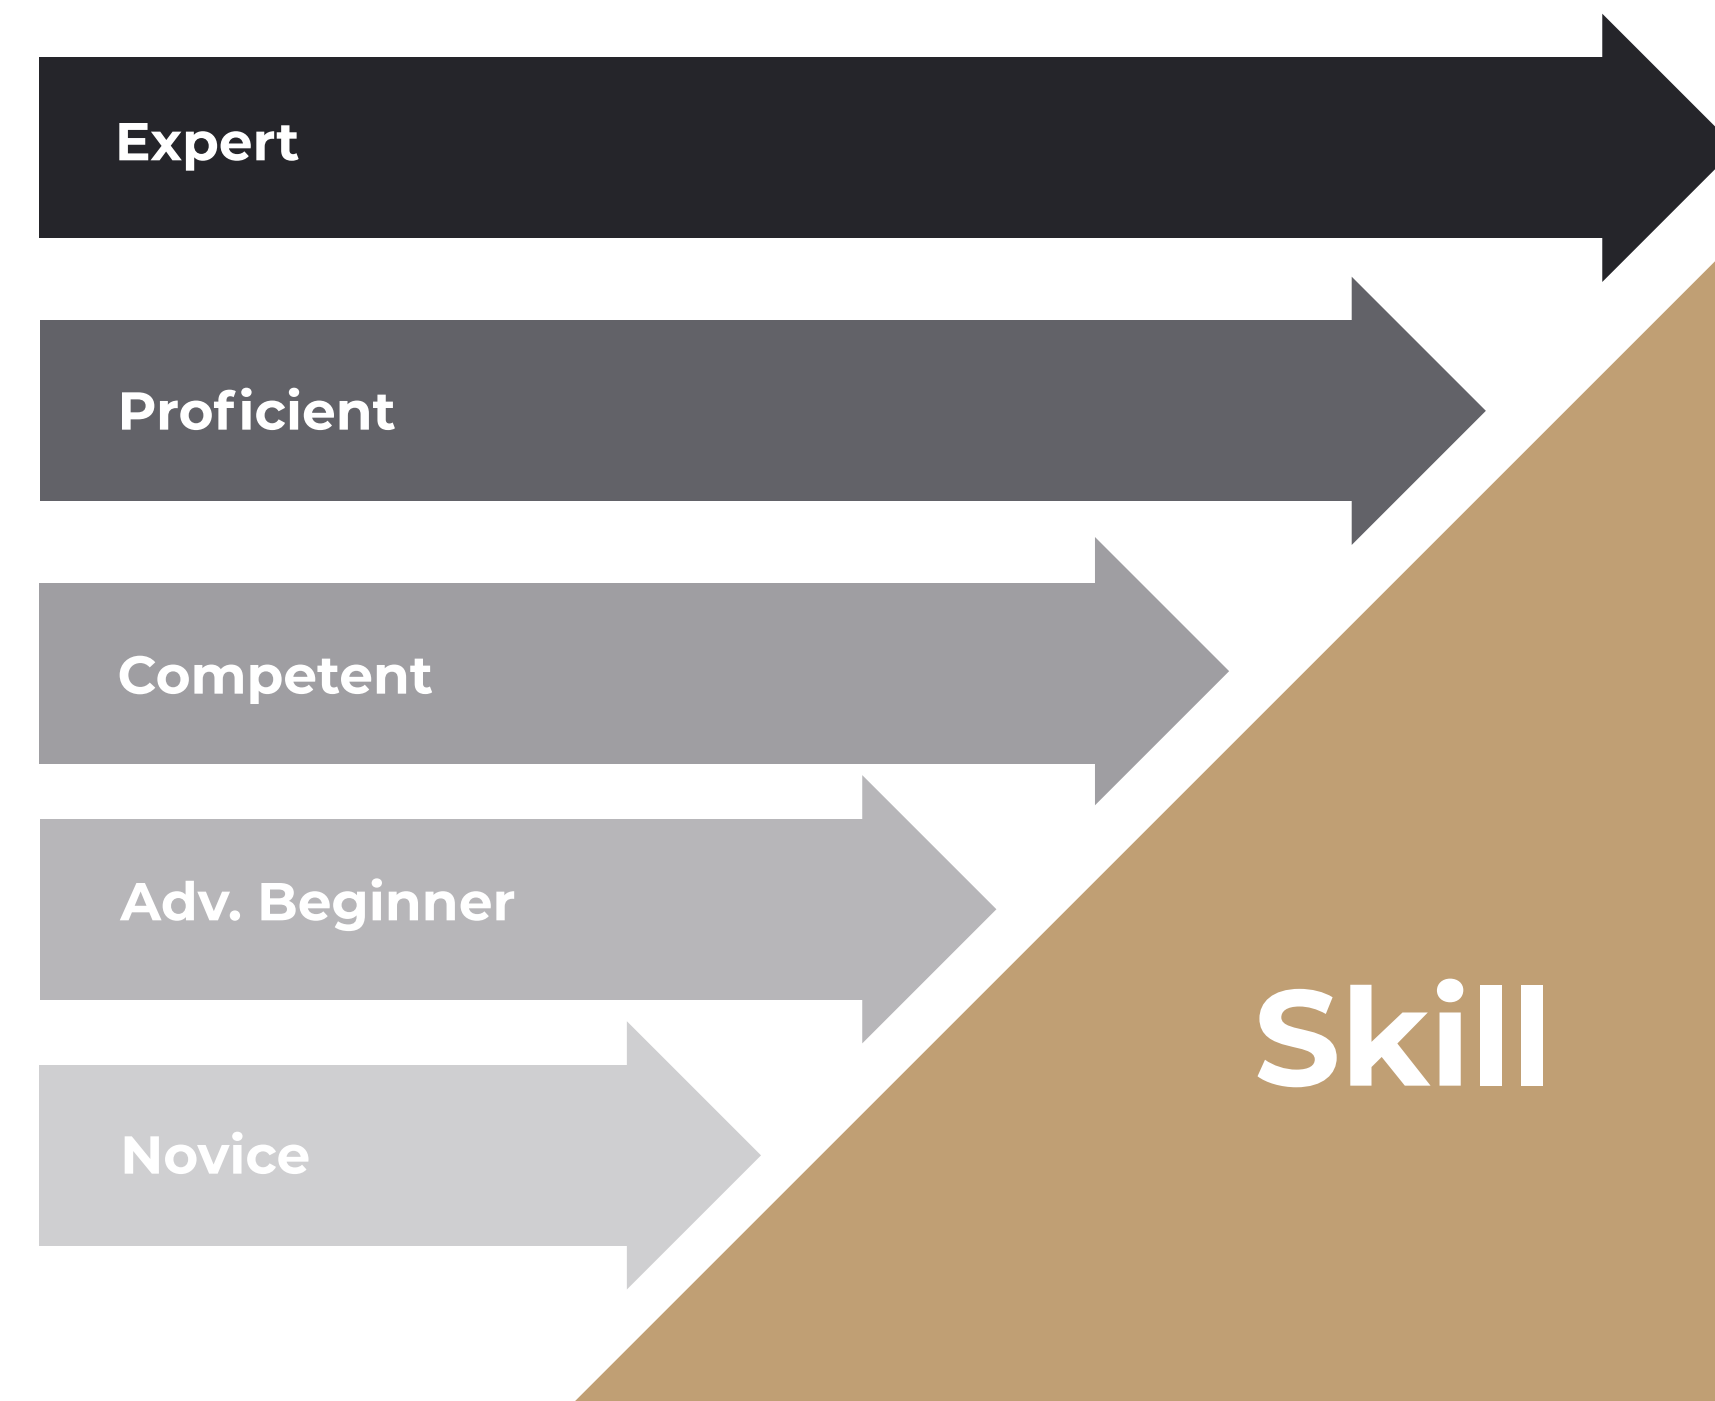 Expert
Proficient
Competent
Adv. Beginner
Skill
Novice